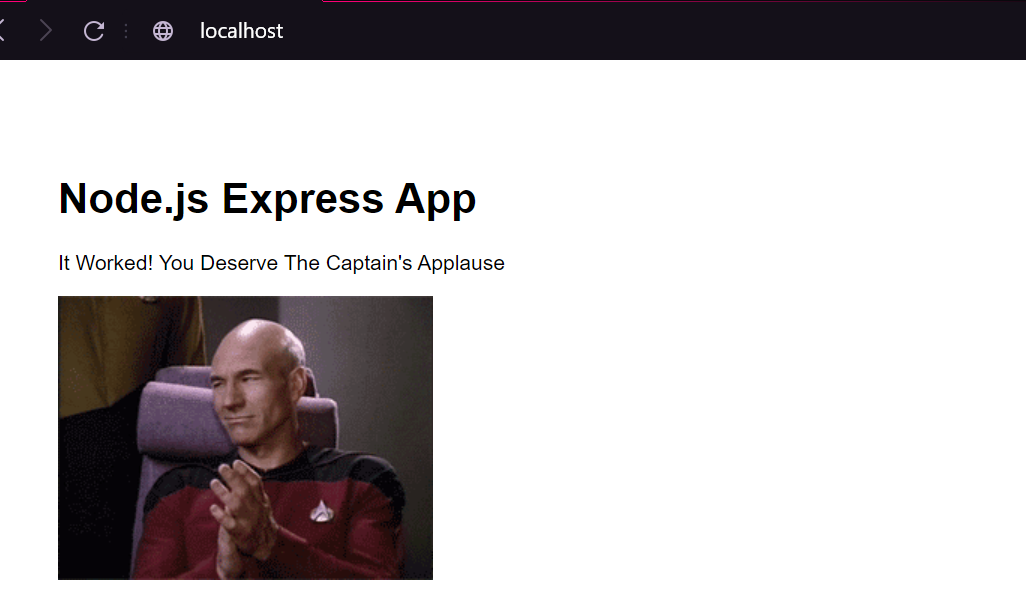 localhost
Node.js Express App
It Worked! You Deserve The Captain's Applause